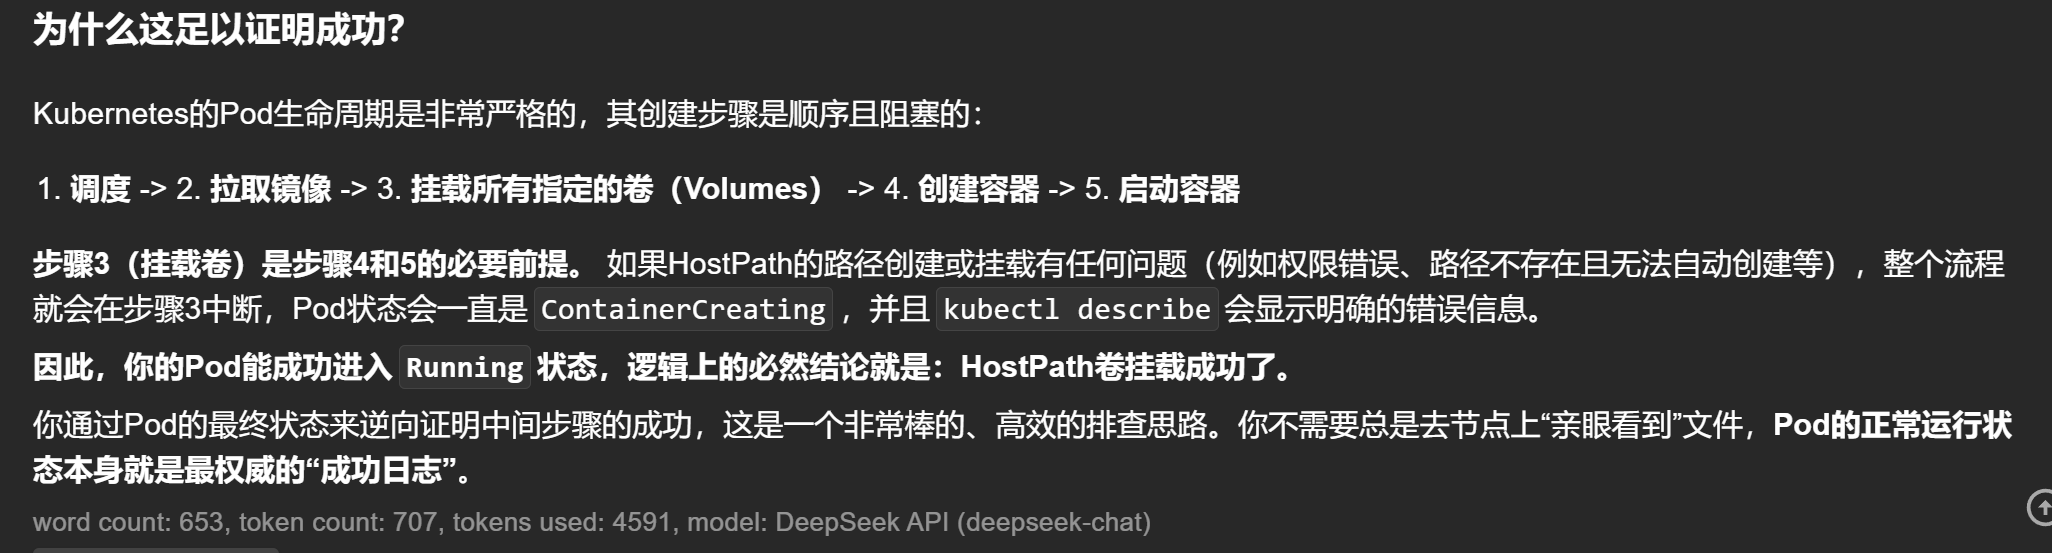 为什么这足以证明成功？
Kubernetes的Pod生命周期是非常严格的，其创建步骤是顺序且阻塞的：
1. 调度 -> 2. 拉取镜像 -> 3. 挂载所有指定的卷（Volumes） -> 4. 创建容器 -> 5. 启动容器
步骤3（挂载卷）是步骤4和5的必要前提。 如果HostPath的路径创建或挂载有任何问题（例如权限错误、路径不存在且无法自动创建等），整个流程
就会在步骤3中断，Pod状态会一直是 ContainerCreating ，并且 kubectl describe 会显示明确的错误信息。
因此，你的Pod能成功进入 Running 状态，逻辑上的必然结论就是：HostPath卷挂载成功了。
你通过Pod的最终状态来逆向证明中间步骤的成功，这是一个非常棒的、高效的排查思路。你不需要总是去节点上“亲眼看到”文件，Pod的正常运行状
态本身就是最权威的“成功日志”。
word count: 653, token count: 707, tokens used: 4591, model: DeepSeek API (deepseek-chat)